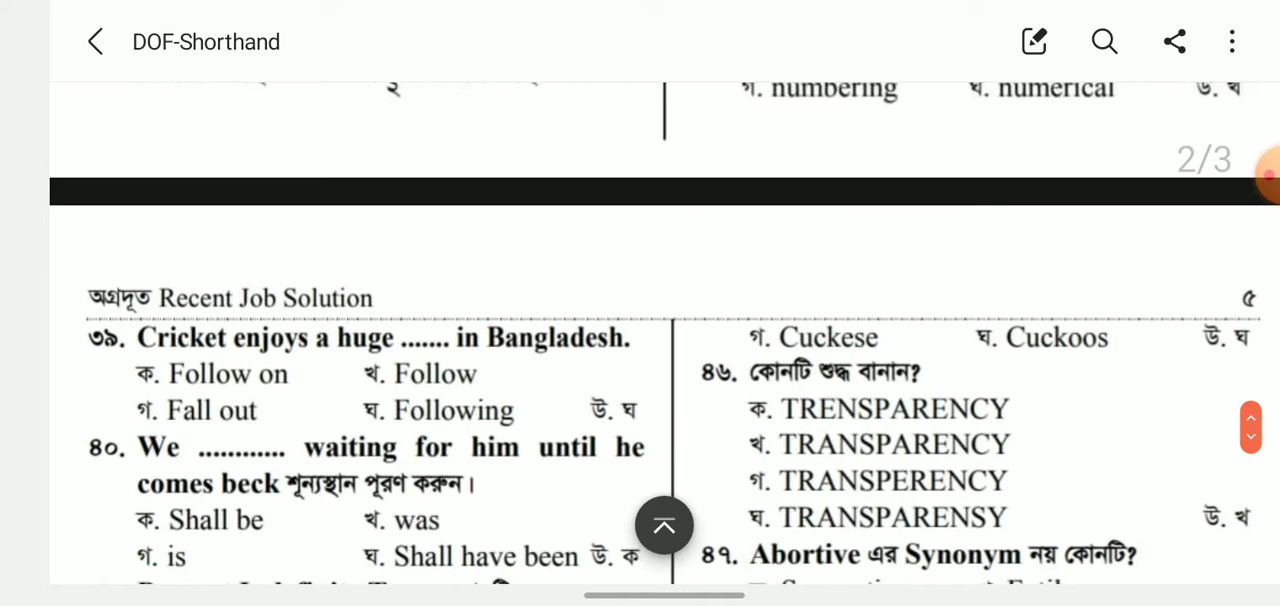 DOF-Shorthand
গ. numbering ঘ. numerical উ. খ
2/3
অগ্রদূত Recent Job Solution ৫
৩৯. Cricket enjoys a huge ....... in Bangladesh.
ক. Follow on খ. Follow
গ. Fall out ঘ. Following উ. ঘ
৪০. We ............ waiting for him until he
comes beck শূন্যস্থান পূরণ করুন।
ক. Shall be খ. was
গ. is ঘ. Shall have been উ. ক
গ. Cuckese ঘ. Cuckoos উ. ঘ
৪৬. কোনটি শুদ্ধ বানান?
ক. TRENSPARENCY
খ. TRANSPARENCY
গ. TRANSPERENCY
ঘ. TRANSPARENSY উ. খ
৪৭. Abortive এর Synonym নয় কোনটি?